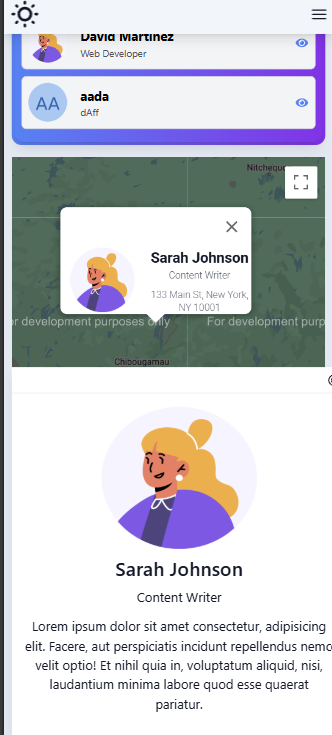 David Martinez
Web Developer
AA
aada
dAff
Sarah Johnson
Content Writer
133 Main St, New York,
NY 10001
or development purposes only
For development purp
Chibougamau
Sarah Johnson
Content Writer
Lorem ipsum dolor sit amet consectetur, adipisicing
elit. Facere, aut perspiciatis incidunt repellendus nemo
velit optio! Et nihil quia in, voluptatum aliquid, nisi,
laudantium minima labore quod esse quaerat
pariatur.